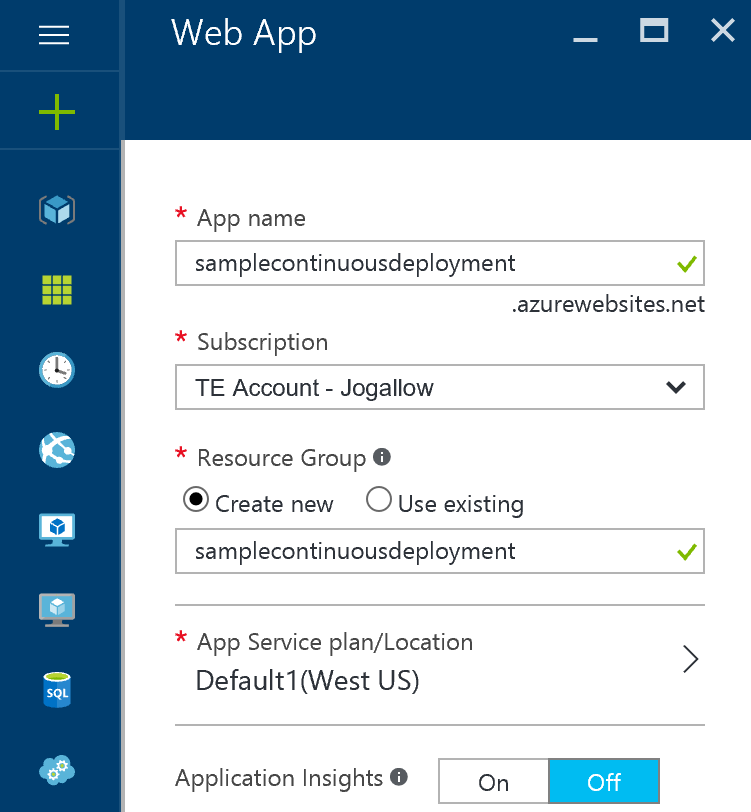 Web App
* App name
samplecontinuousdeployment
.azurewebsites.net
* Subscription
TE Account - Jogallow
* Resource Group
Create new Use existing
samplecontinuousdeployment
* App Service plan/Location
Default1(West US)
SQL
Application Insights On Off